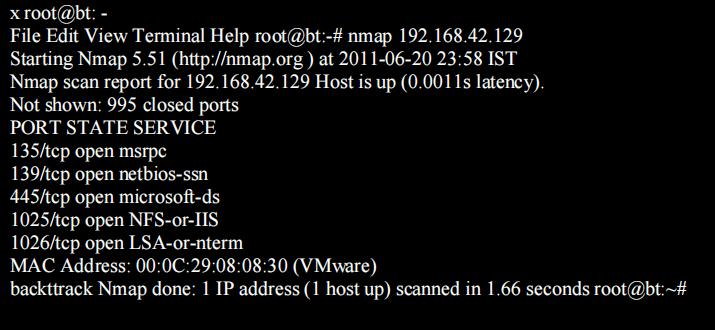 x root@bt: -
File Edit View Terminal Help root@bt:-# nmap 192.168.42.129
Starting Nmap 5.51 (http://nmap.org ) at 2011-06-20 23:58 IST
Nmap scan report for 192.168.42.129 Host is up (0.0011s latency).
Not shown: 995 closed ports
PORT STATE SERVICE
135/tcp open msrpc
139/tcp open netbios-ssn
445/tcp open microsoft-ds
1025/tcp open NFS-or-IIS
1026/tcp open LSA-or-nterm
MAC Address: 00:0C:29:08:08:30 (VMware)
backttrack Nmap done: 1 IP address (1 host up) scanned in 1.66 seconds root@bt:~#